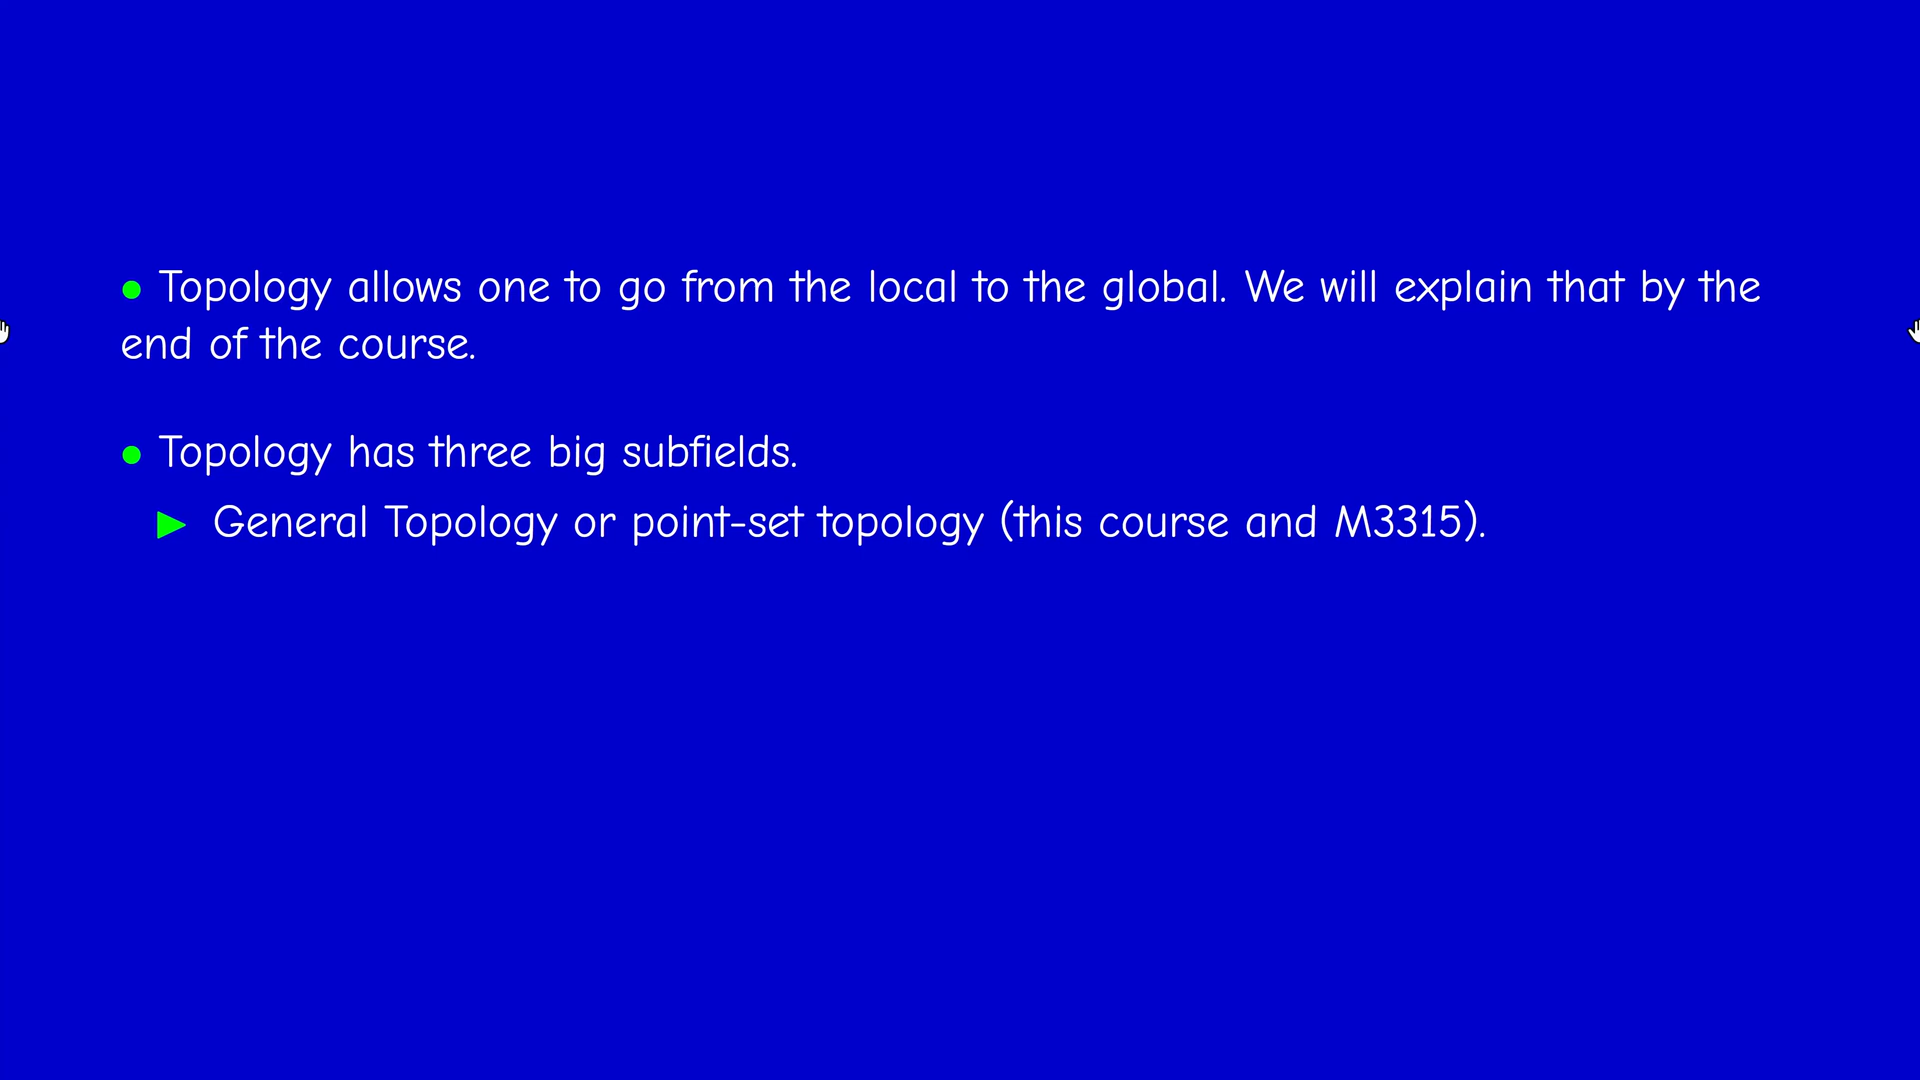 • Topology allows one to go from the local to the global. We will explain that by the
end of the course.
• Topology has three big subfields.
▶ General Topology or point-set topology (this course and M3315).